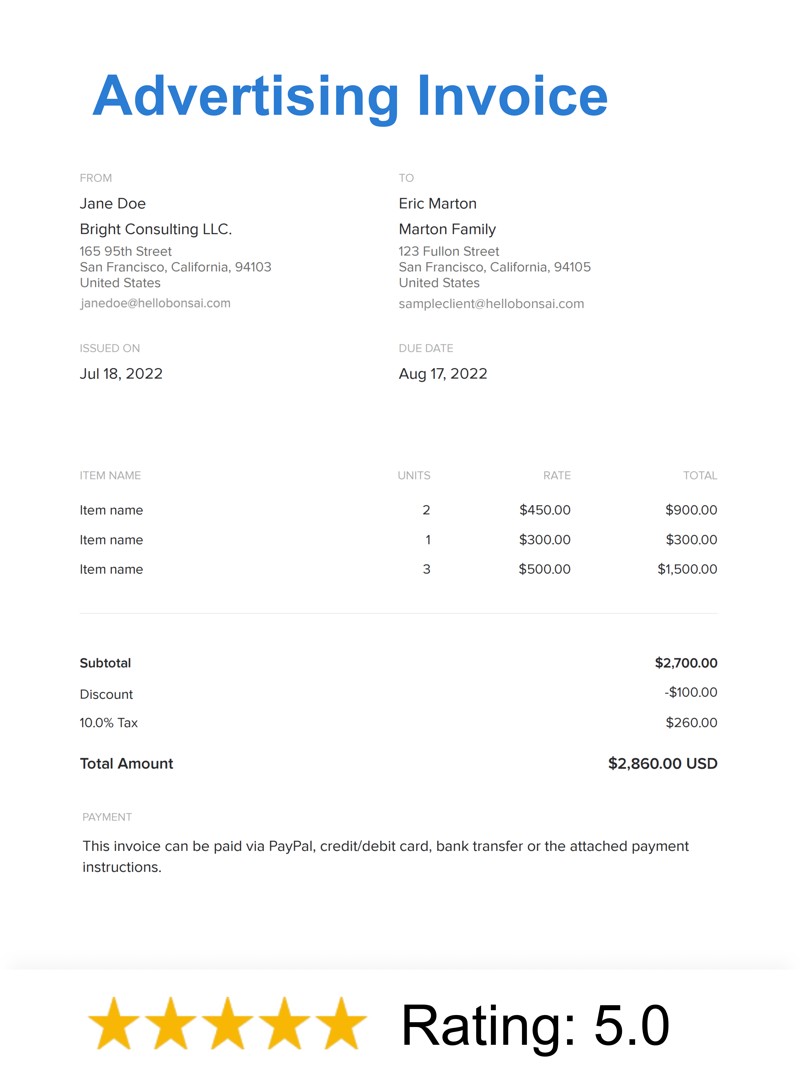 Advertising Invoice
FROM
Jane Doe
Bright Consulting LLC.
165 95th Street
San Francisco, California, 94103
United States
janedoe@hellobonsai.com
TO
Eric Marton
Marton Family
123 Fullon Street
San Francisco, California, 94105
United States
sampleclient@hellobonsai.com
ISSUED ON
Jul 18, 2022
DUE DATE
Aug 17, 2022
ITEM NAME UNITS RATE TOTAL
Item name 2 $450.00 $900.00
Item name 1 $300.00 $300.00
Item name 3 $500.00 $1,500.00
Subtotal $2,700.00
Discount -$100.00
10.0% Tax $260.00
Total Amount $2,860.00 USD
PAYMENT
This invoice can be paid via PayPal, credit/debit card, bank transfer or the attached payment
instructions.
Rating: 5.0